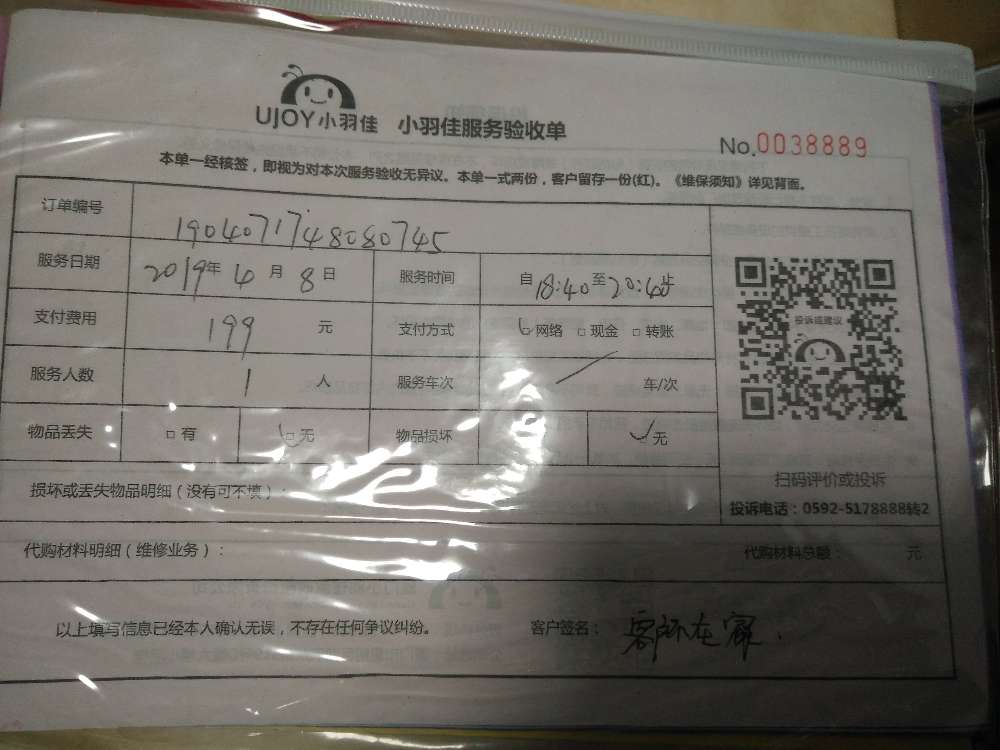 UJOY小羽佳 小羽佳服务验收单
No.0038889
本单一经核签，即视为对本次服务验收无异议。本单一式两份，客户留存一份(红)。《维保须知》详见背面。
订单编号 1904071748080745
服务日期 2019年4月8日 服务时间 自18:40至20:40止
支付费用 199 元 支付方式 □网络 □现金 □转账
服务人数 1 人 服务车次 车/次
物品丢失 □有 □无 物品损坏 无
投诉或建议
扫码评价或投诉
投诉电话：0592-5178888转2
损坏或丢失物品明细（没有可不填）：
代购材料明细（维修业务）： 代购材料总额： 元
以上填写信息已经本人确认无误，不存在任何争议纠纷。 客户签名：